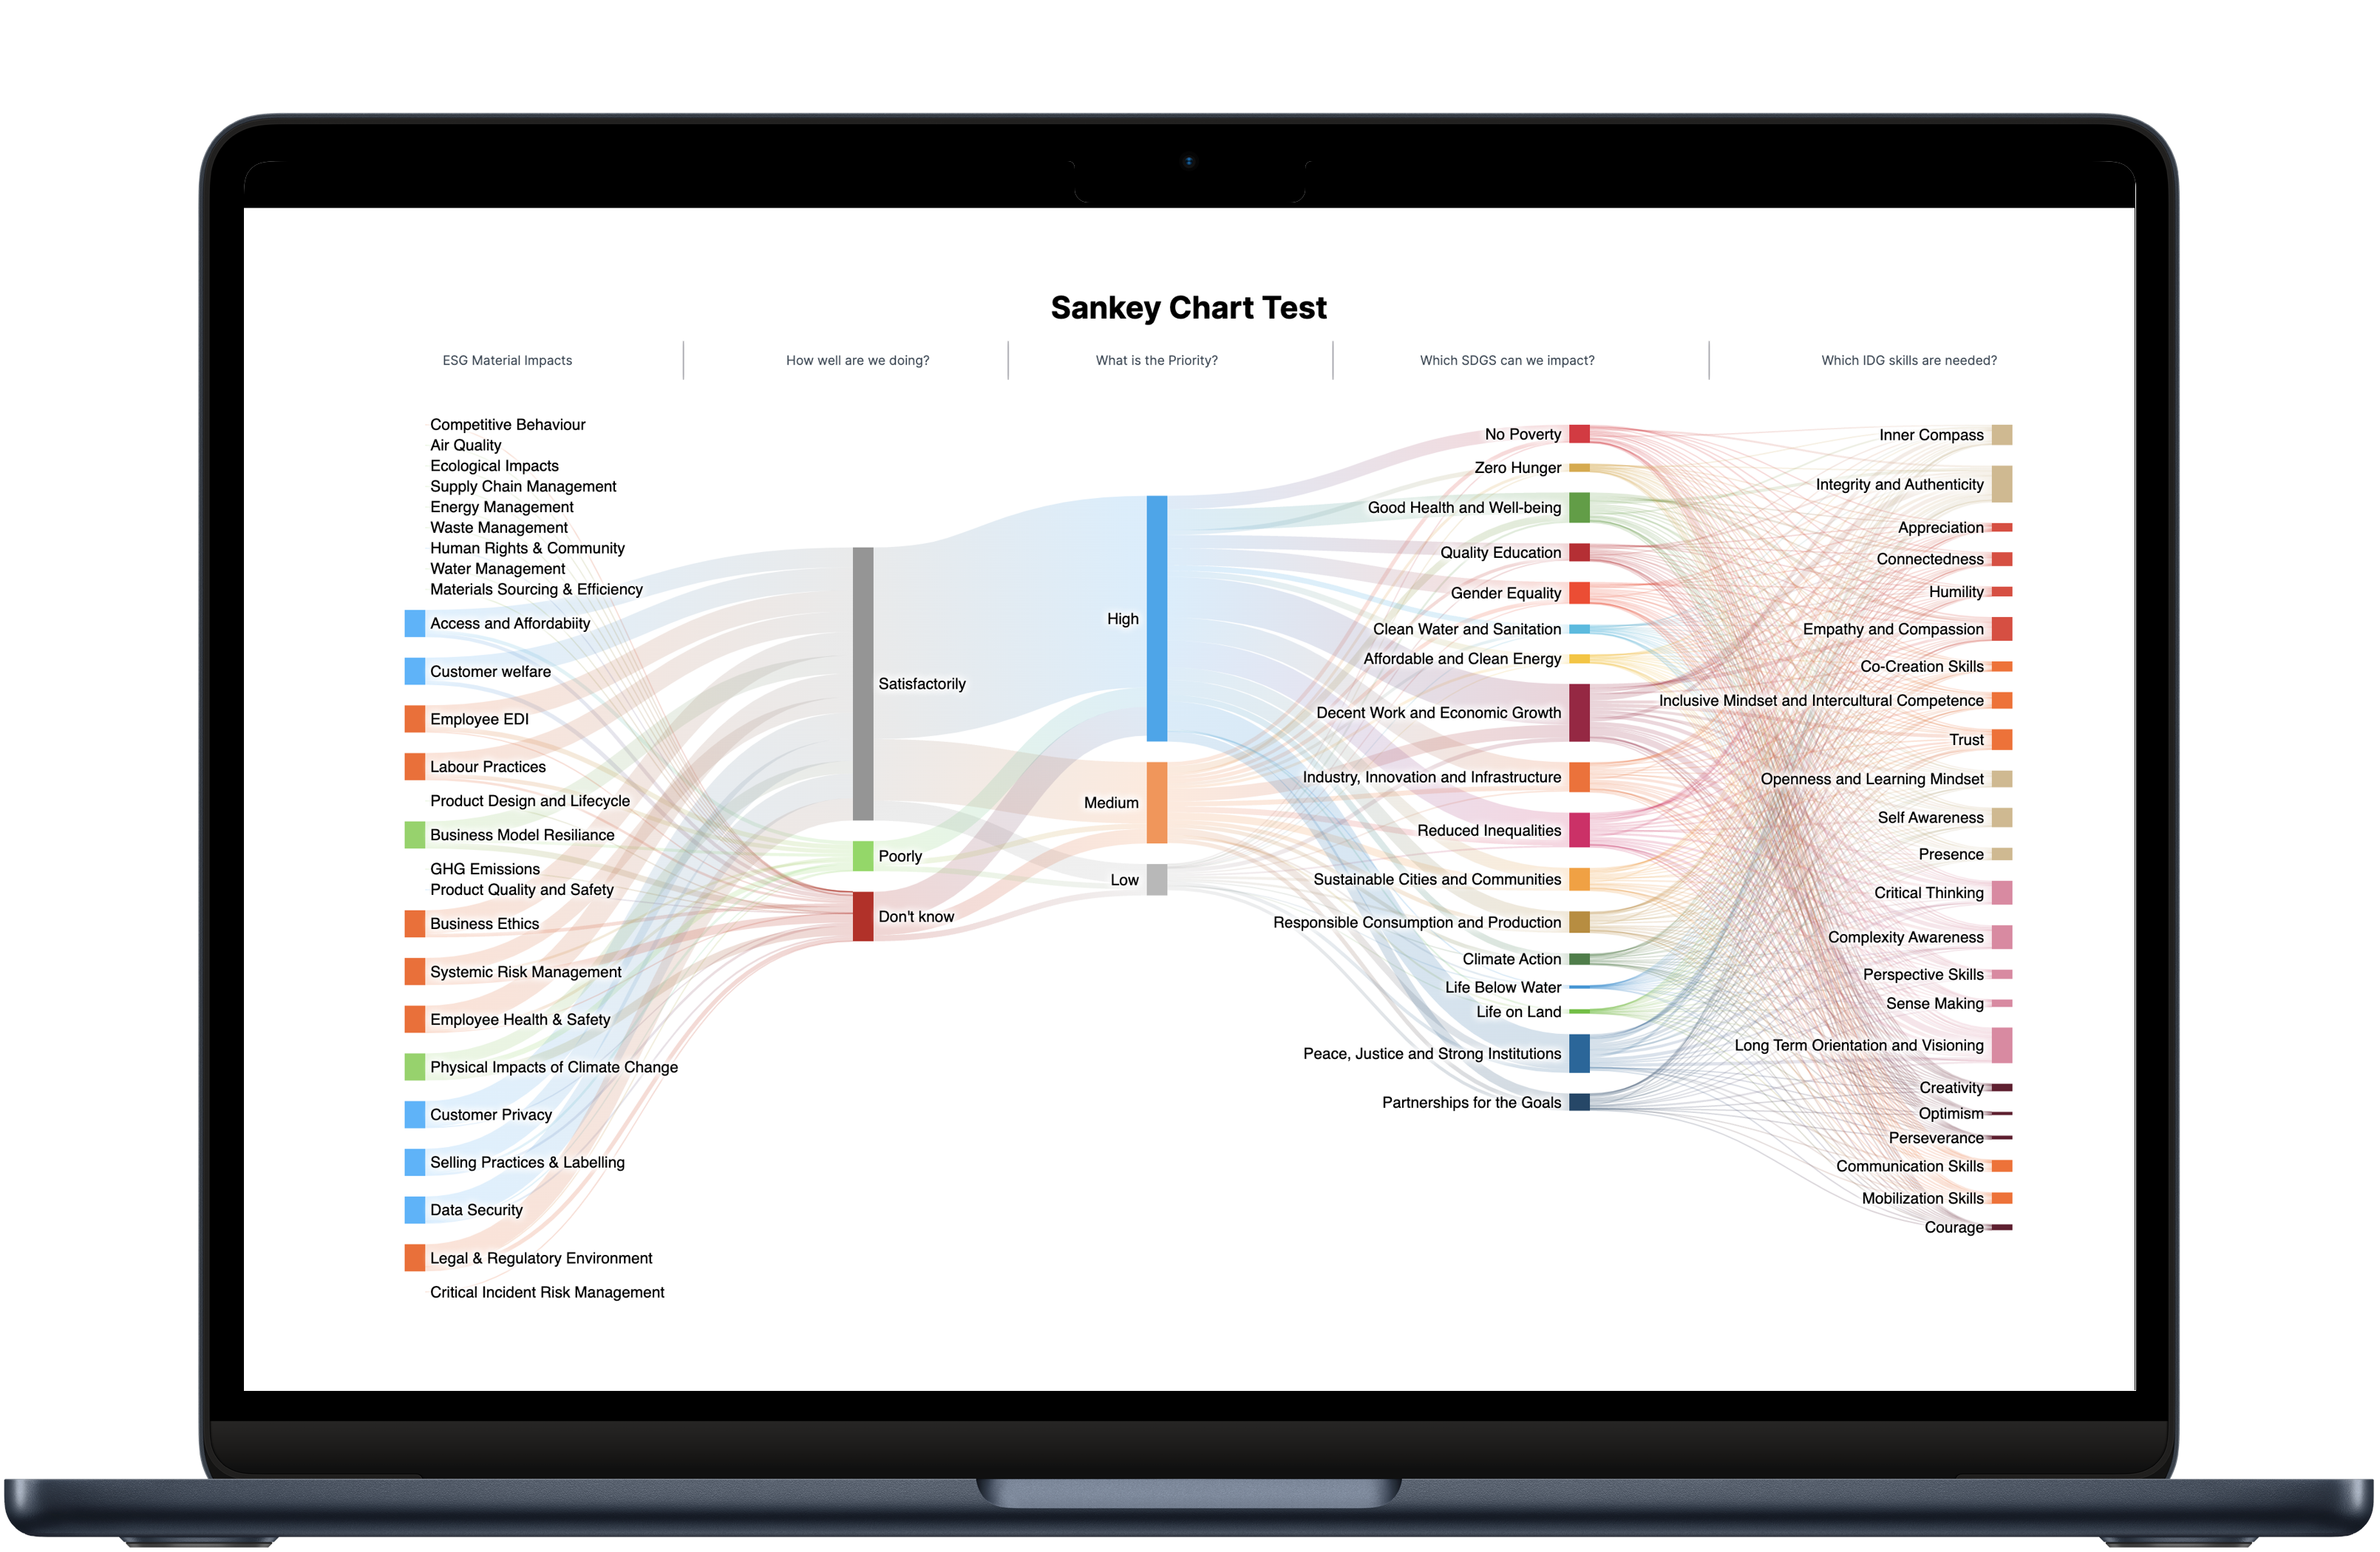 Sankey Chart Test
ESG Material Impacts
How well are we doing?
What is the Priority?
Which SDGS can we impact?
Which IDG skills are needed?
Competitive Behaviour
Air Quality
Ecological Impacts
Supply Chain Management
Energy Management
Waste Management
Human Rights & Community
Water Management
Materials Sourcing & Efficiency
Access and Affordabiity
Customer welfare
Employee EDI
Labour Practices
Product Design and Lifecycle
Business Model Resiliance
GHG Emissions
Product Quality and Safety
Business Ethics
Systemic Risk Management
Employee Health & Safety
Physical Impacts of Climate Change
Customer Privacy
Selling Practices & Labelling
Data Security
Legal & Regulatory Environment
Critical Incident Risk Management
Satisfactorily
Poorly
Don't know
High
Medium
Low
No Poverty
Zero Hunger
Good Health and Well-being
Quality Education
Gender Equality
Clean Water and Sanitation
Affordable and Clean Energy
Decent Work and Economic Growth
Industry, Innovation and Infrastructure
Reduced Inequalities
Sustainable Cities and Communities
Responsible Consumption and Production
Climate Action
Life Below Water
Life on Land
Peace, Justice and Strong Institutions
Partnerships for the Goals
Inner Compass
Integrity and Authenticity
Appreciation
Connectedness
Humility
Empathy and Compassion
Co-Creation Skills
Inclusive Mindset and Intercultural Competence
Trust
Openness and Learning Mindset
Self Awareness
Presence
Critical Thinking
Complexity Awareness
Perspective Skills
Sense Making
Long Term Orientation and Visioning
Creativity
Optimism
Perseverance
Communication Skills
Mobilization Skills
Courage